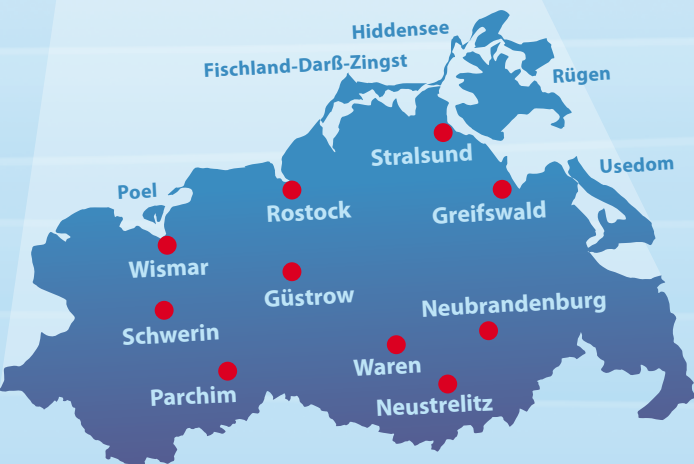 Hiddensee
Fischland-Darß-Zingst
Rügen
Stralsund
Usedom
Poel
Rostock
Greifswald
Wismar
Güstrow
Neubrandenburg
Schwerin
Waren
Parchim
Neustrelitz